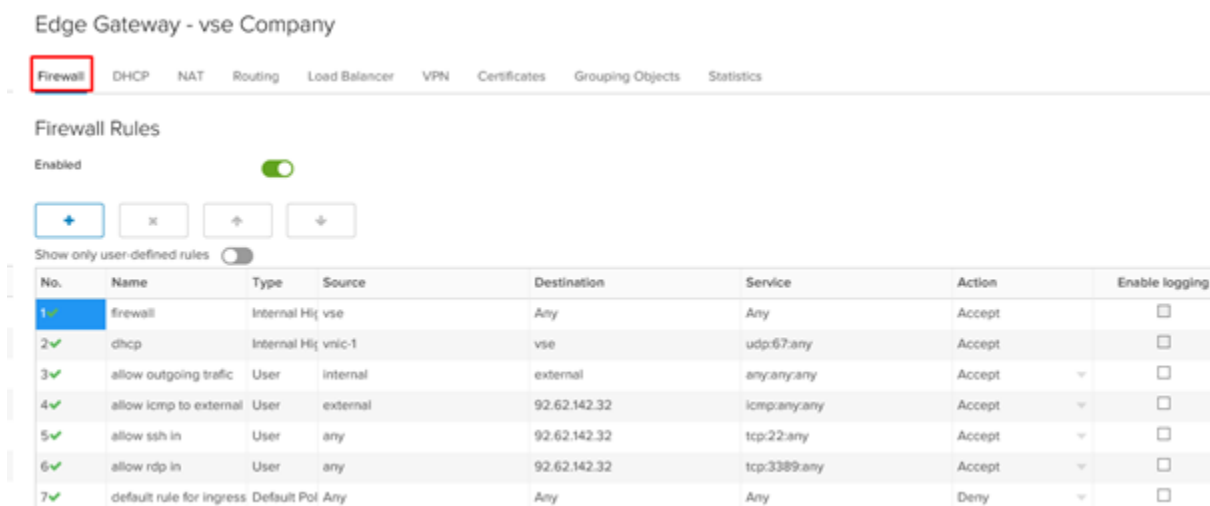 Edge Gateway - vse Company
Firewall DHCP NAT Routing Load Balancer VPN Certificates Grouping Objects Statistics
Firewall Rules
Enabled
Show only user-defined rules
No. Name Type Source Destination Service Action Enable logging
1 firewall Internal Hig vse Any Any Accept
2 dhcp Internal Hig vnic-1 vse udp:67:any Accept
3 allow outgoing trafic User internal external any:any:any Accept
4 allow icmp to external User external 92.62.142.32 icmp:any:any Accept
5 allow ssh in User any 92.62.142.32 tcp:22:any Accept
6 allow rdp in User any 92.62.142.32 tcp:3389:any Accept
7 default rule for ingress Default Pol Any Any Any Deny